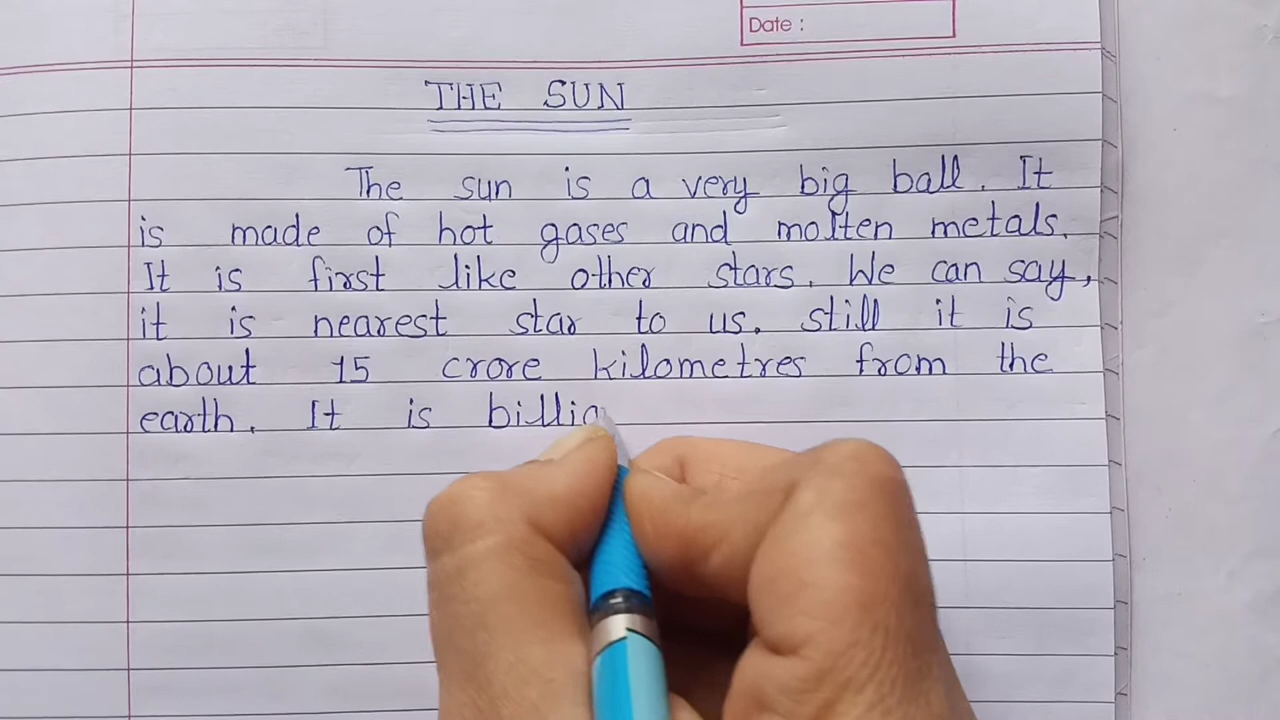 Date :
THE SUN
The sun is a very big ball. It
is made of hot gases and molten metals.
It is first like other stars. We can say,
it is nearest star to us. still it is
about 15 crore kilometres from the
earth. It is